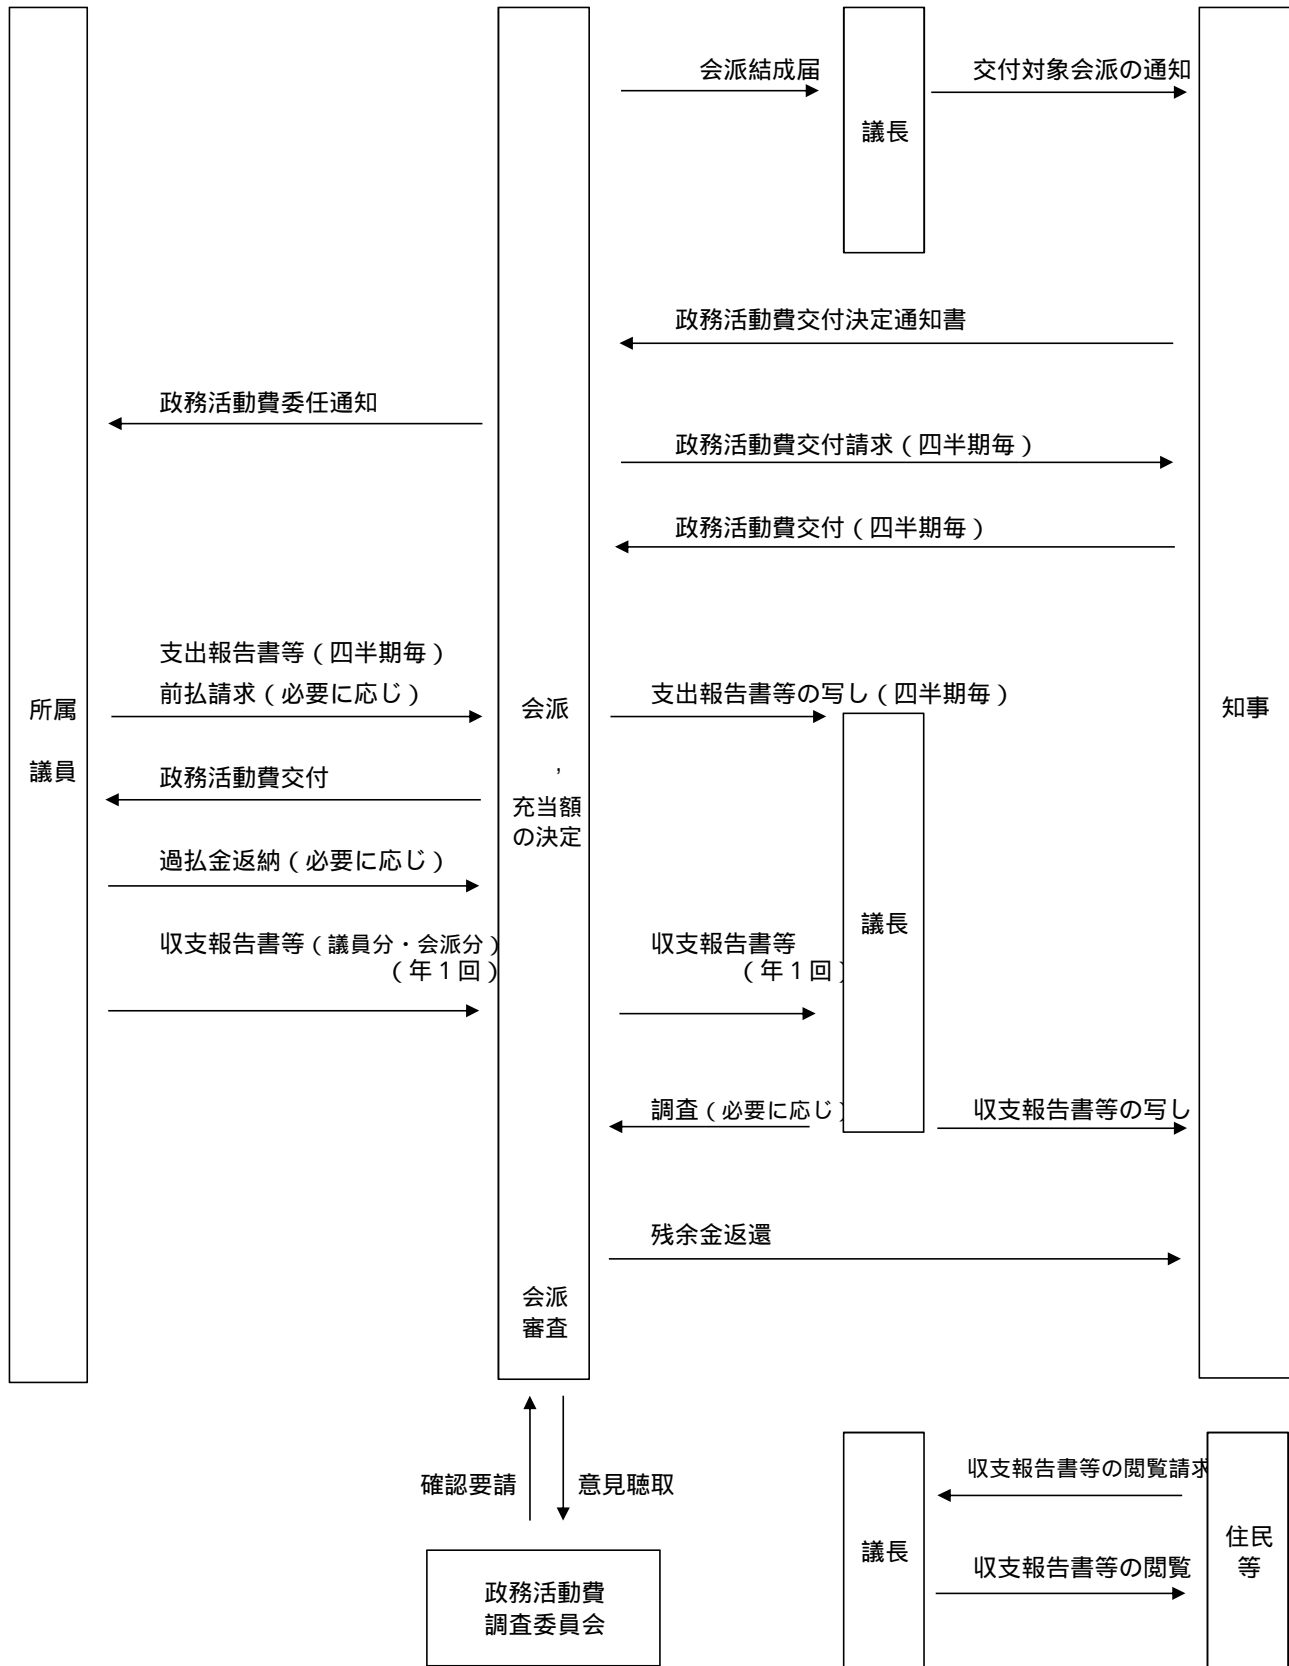 会派結成届
交付対象会派の通知
議長
政務活動費交付決定通知書
政務活動費委任通知
政務活動費交付請求（四半期毎）
政務活動費交付（四半期毎）
支出報告書等（四半期毎）
前払請求（必要に応じ）
支出報告書等の写し（四半期毎）
所属
議員
会派
，
充当額
の決定
知事
政務活動費交付
過払金返納（必要に応じ）
議長
収支報告書等（議員分・会派分）
（年１回）
収支報告書等
（年１回）
調査（必要に応じ）
収支報告書等の写し
残余金返還
会派
審査
確認要請
意見聴取
政務活動費
調査委員会
収支報告書等の閲覧請求
議長
収支報告書等の閲覧
住民
等